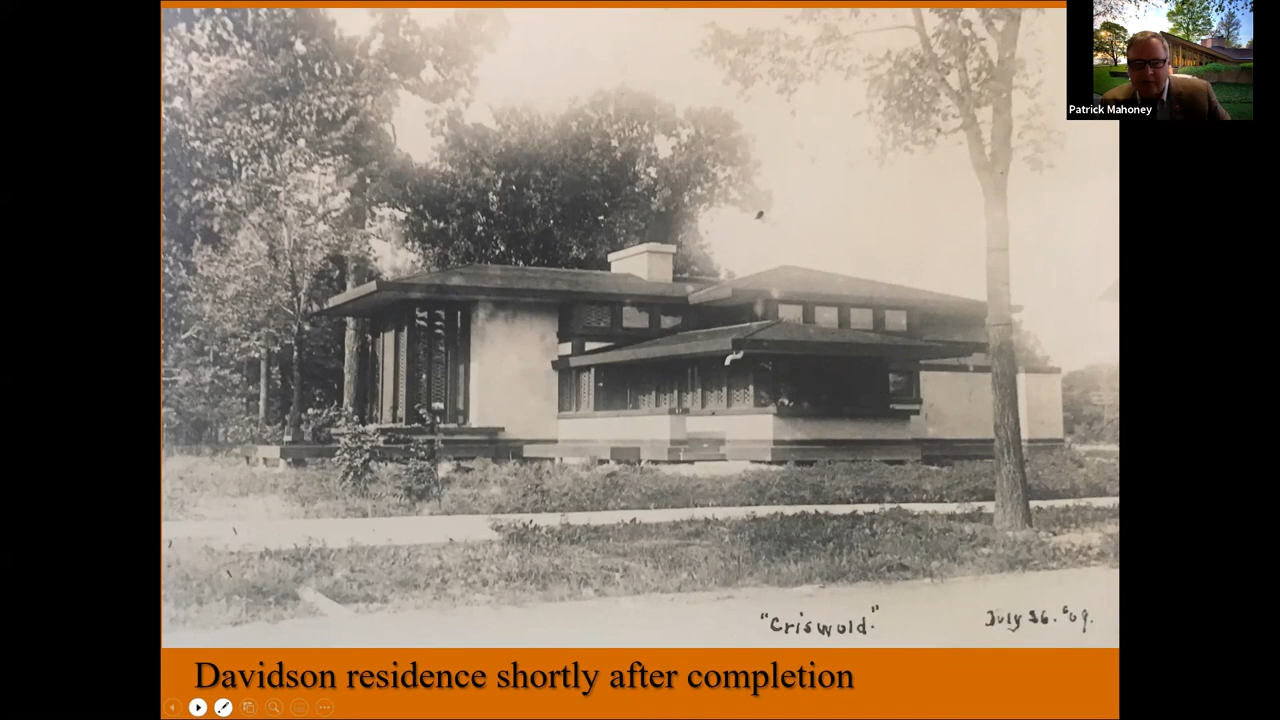 Patrick Mahoney
"Criswold."
July 26. '09.
Davidson residence shortly after completion